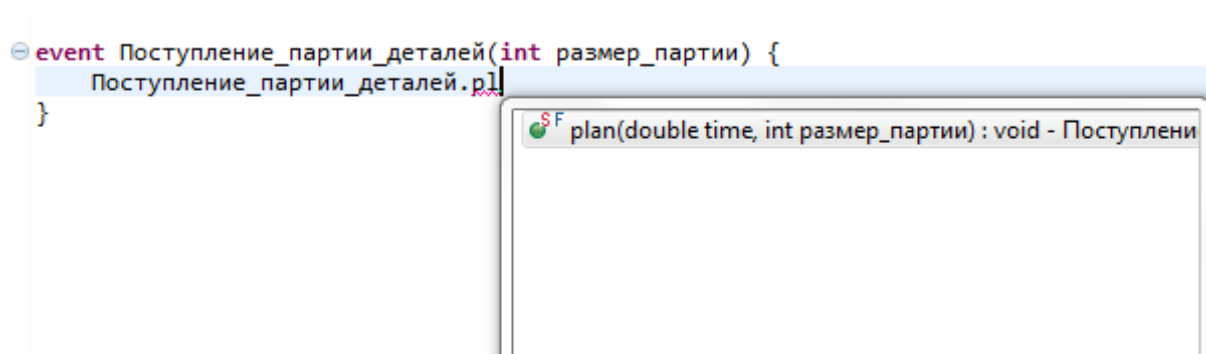 event Поступление_партии_деталей(int размер_партии) {
Поступление_партии_деталей.pl
}
S F plan(double time, int размер_партии) : void - Поступлени